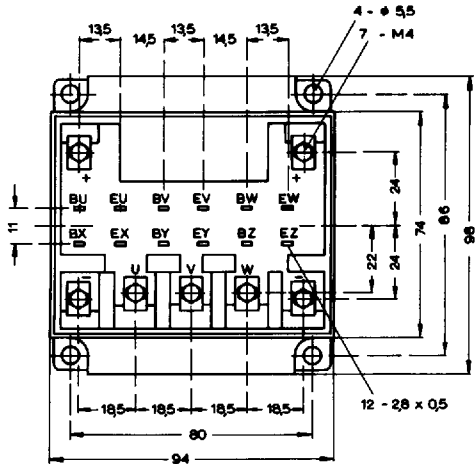 4 - ⌀ 5,5
7 - M4
13,5 13,5 13,5
14,5 14,5
+ +
BU EU BV EV BW EW
11
BX EX BY EY BZ EZ
24
22 24
74 86 98
- U V W -
18,5 18,5 18,5 18,5
12 - 2,8 x 0,5
80
94